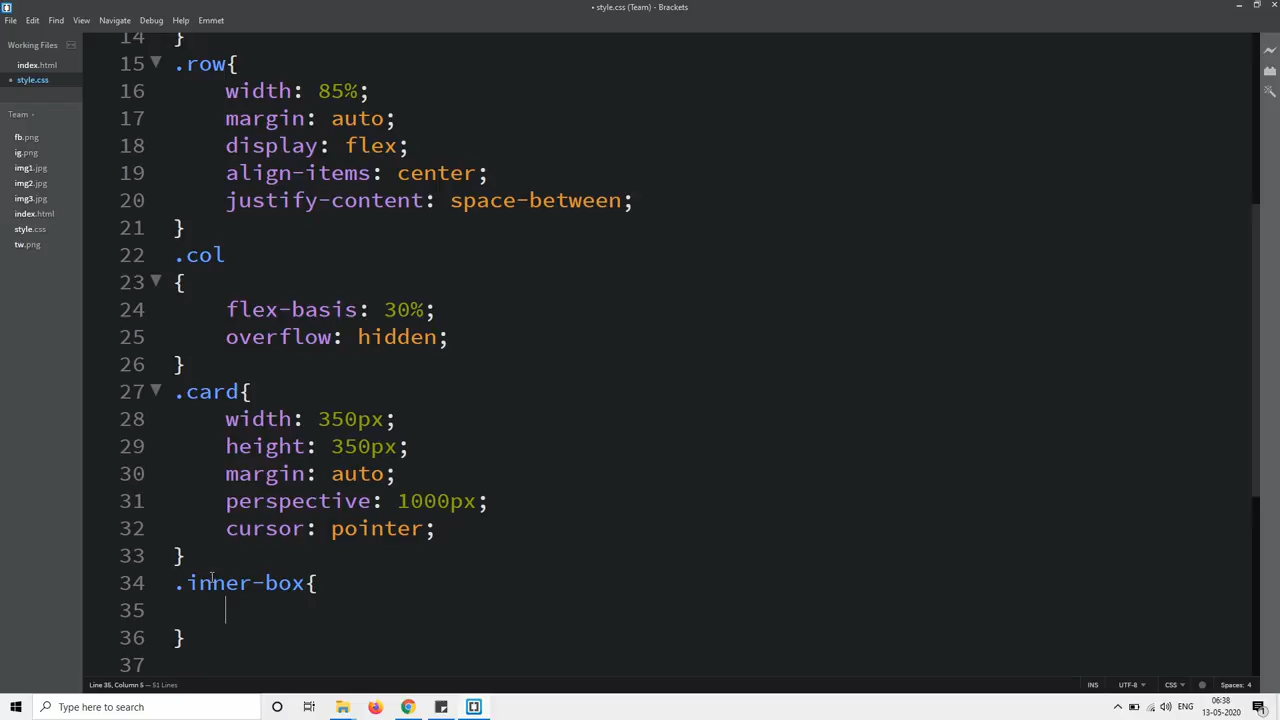 • style.css (Team) - Brackets
File Edit Find View Navigate Debug Help Emmet
Working Files
index.html
• style.css
Team
fb.png
ig.png
img1.jpg
img2.jpg
img3.jpg
index.html
style.css
tw.png
14 }
15 .row{
16 width: 85%;
17 margin: auto;
18 display: flex;
19 align-items: center;
20 justify-content: space-between;
21 }
22 .col
23 {
24 flex-basis: 30%;
25 overflow: hidden;
26 }
27 .card{
28 width: 350px;
29 height: 350px;
30 margin: auto;
31 perspective: 1000px;
32 cursor: pointer;
33 }
34 .inner-box{
35
36 }
37
Line 35, Column 5 — 51 Lines
INS UTF-8 CSS Spaces: 4
Type here to search
ENG
06:38
13-05-2020
1